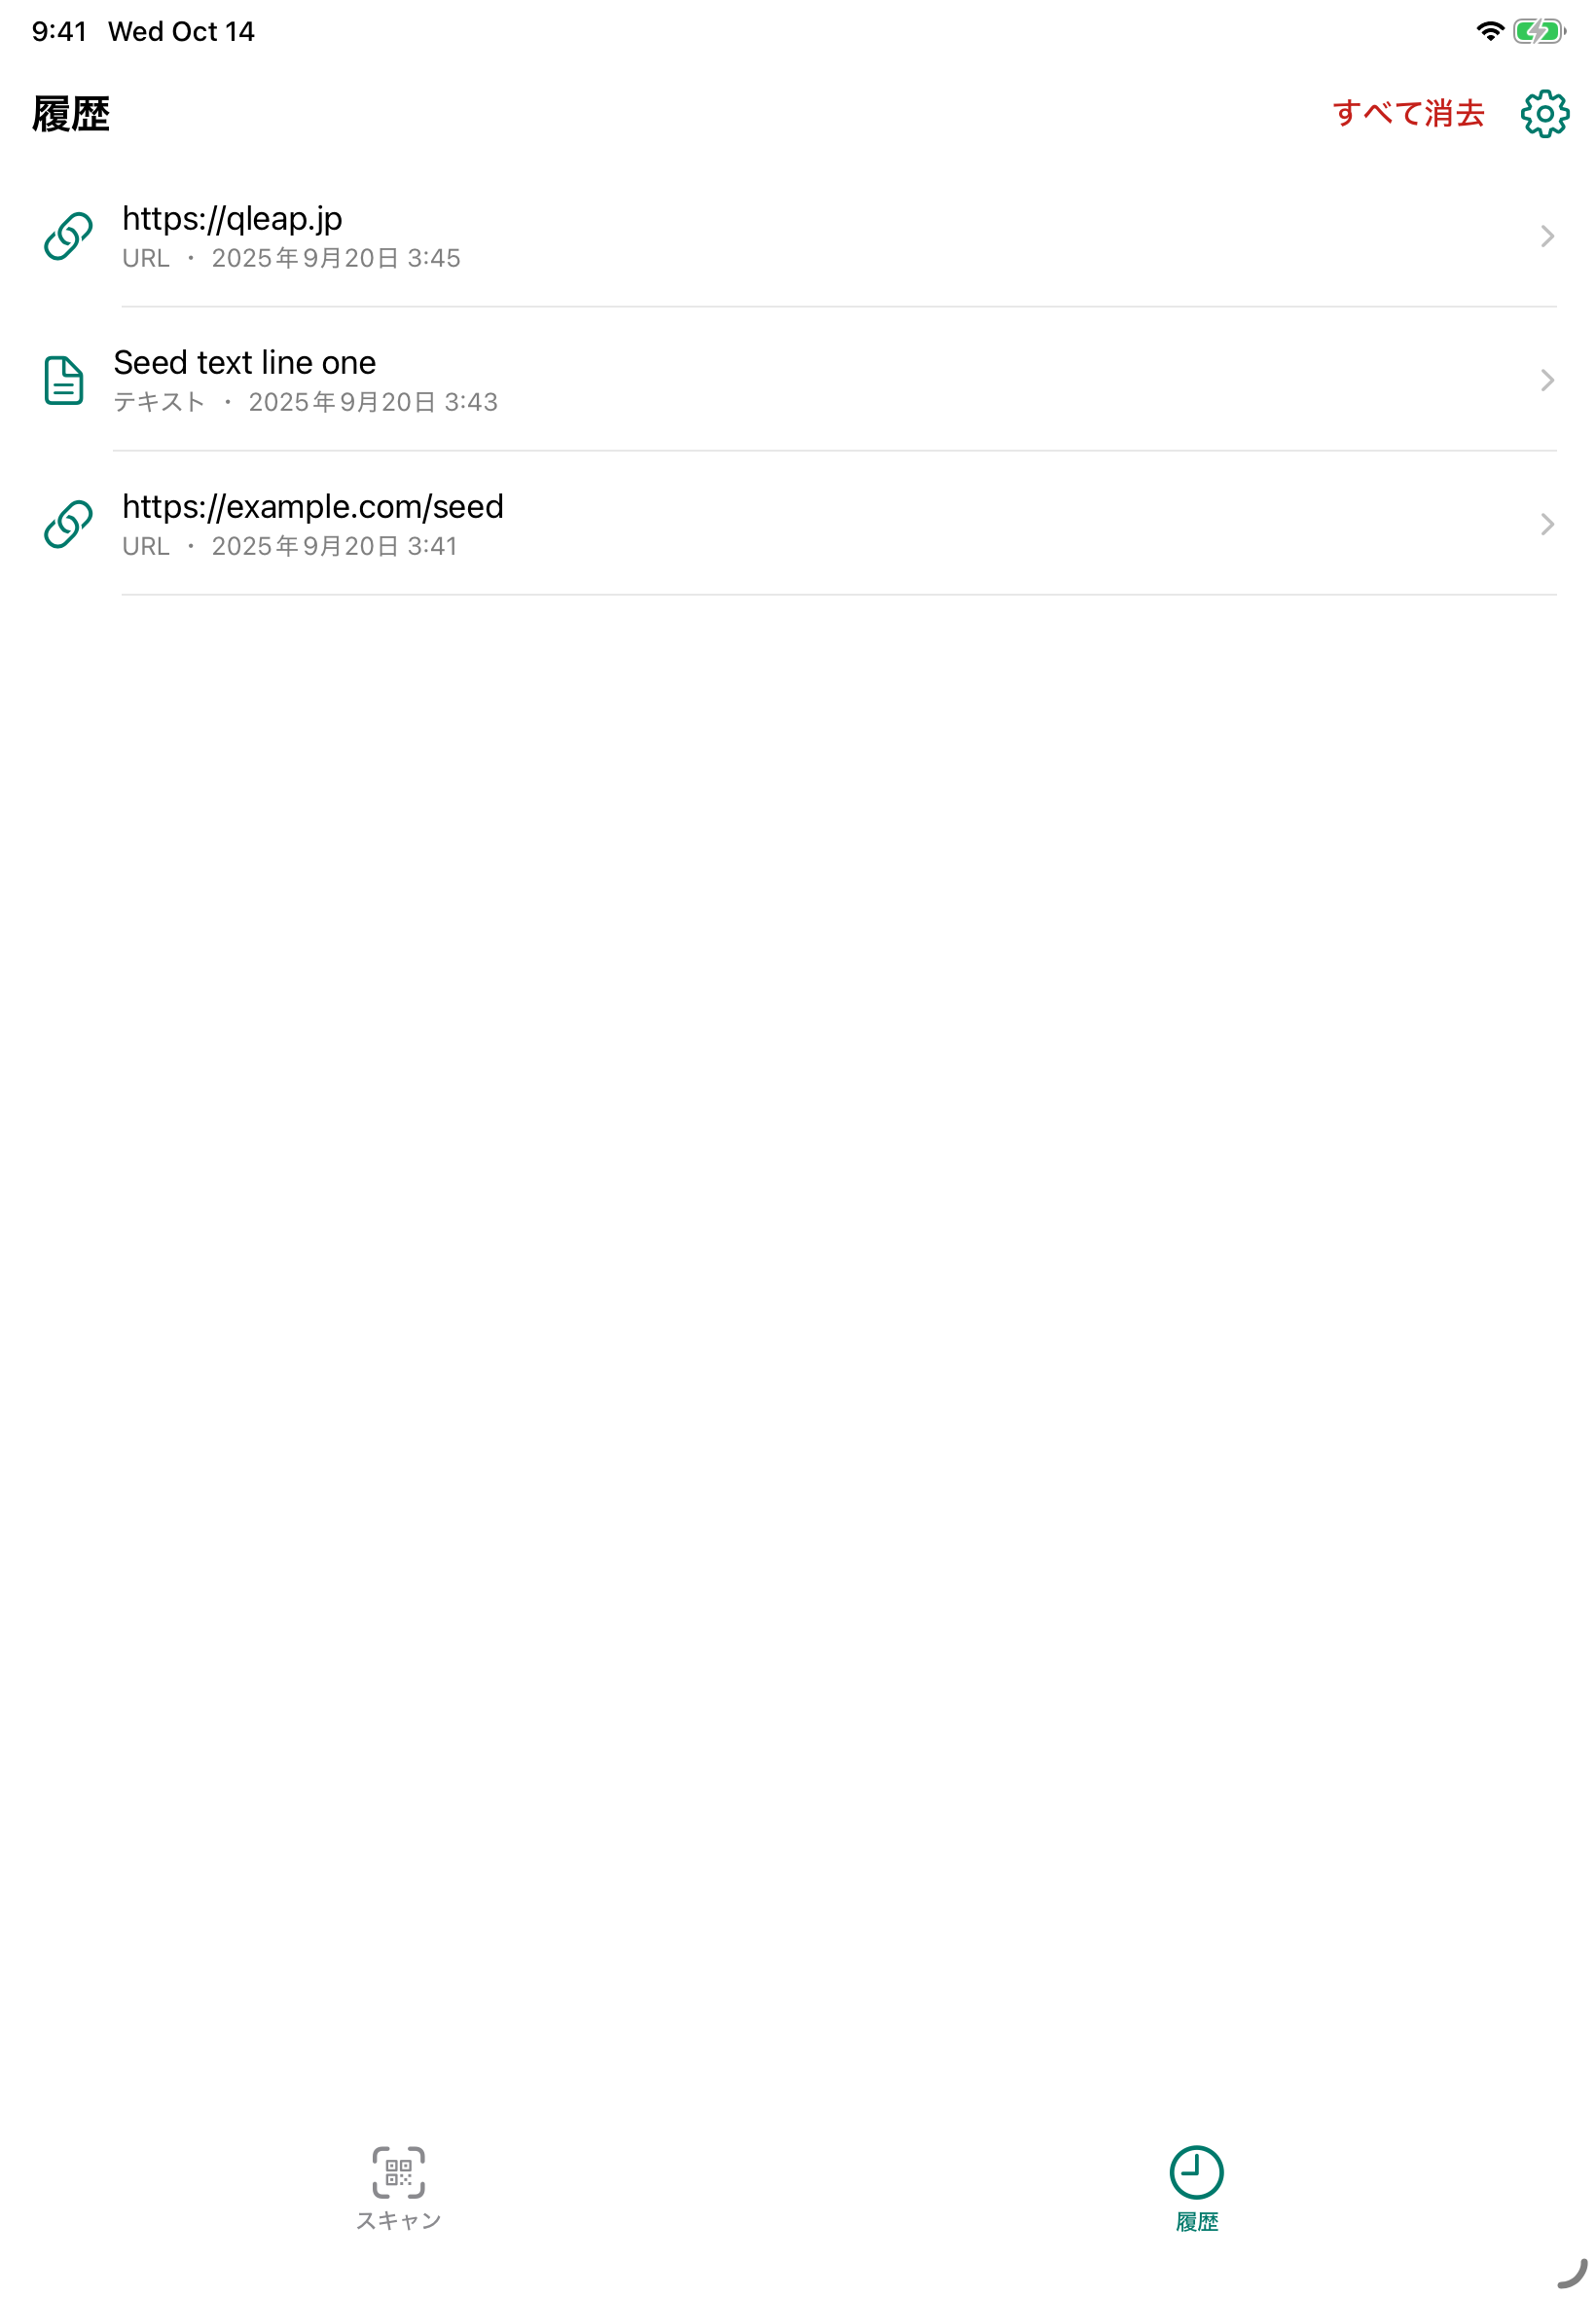 9:41 Wed Oct 14
履歴 すべて消去
https://qleap.jp
URL ・ 2025年9月20日 3:45
Seed text line one
テキスト ・ 2025年9月20日 3:43
https://example.com/seed
URL ・ 2025年9月20日 3:41
スキャン 履歴